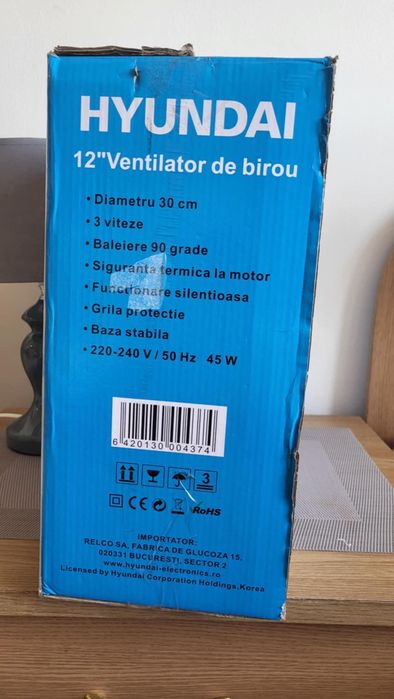 HYUNDAI
12"Ventilator de birou
• Diametru 30 cm
• 3 viteze
• Baleiere 90 grade
• Siguranta termica la motor
• Functionare silentioasa
• Grila protectie
• Baza stabila
• 220-240 V / 50 Hz 45 W
6 420130 004374
3
CE RoHS
IMPORTATOR:
RELCO SA, FABRICA DE GLUCOZA 15,
020331 BUCURESTI, SECTOR 2
www.hyundai-electronics.ro
Licensed by Hyundai Corporation Holdings,Korea